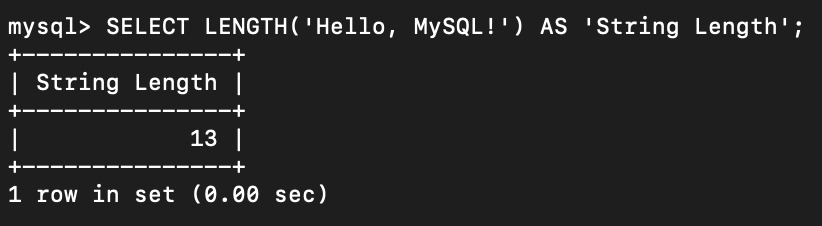 mysql> SELECT LENGTH('Hello, MySQL!') AS 'String Length';
+---------------+
| String Length |
+---------------+
|            13 |
+---------------+
1 row in set (0.00 sec)